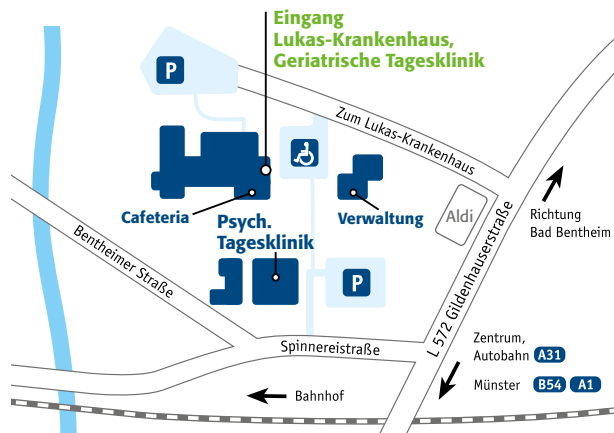 Eingang
Lukas-Krankenhaus,
Geriatrische Tagesklinik
P
Zum Lukas-Krankenhaus
Cafeteria
Psych.
Tagesklinik
Verwaltung
Aldi
Richtung
Bad Bentheim
Bentheimer Straße
P
L 572 Gildenhauserstraße
Spinnereistraße
Zentrum,
Autobahn A31
Münster B54 A1
Bahnhof